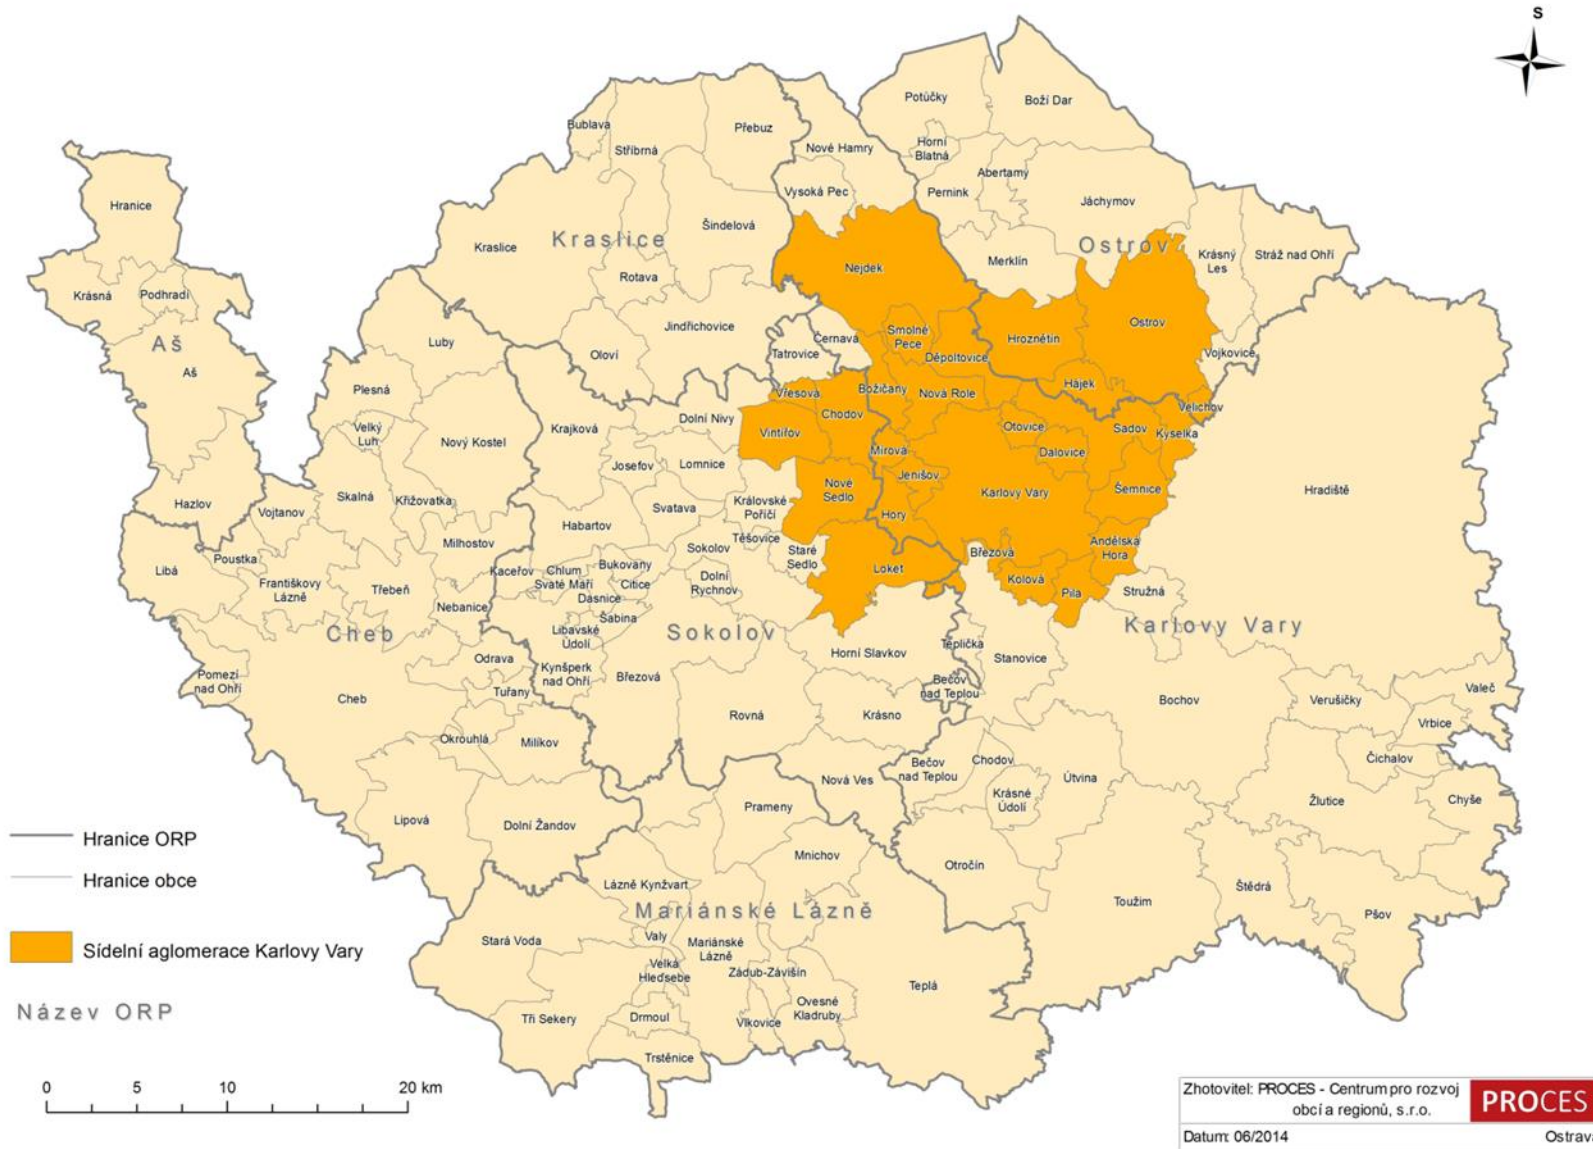 S
Potůčky
Boží Dar
Přebuz
Bublava
Stříbrná
Nové Hamry
Horní
Blatná
Abertamy
Vysoká Pec
Pernink
Jáchymov
Hranice
Šindelová
Kraslice
Kraslice
Ostrov
Krásný
Les
Stráž nad Ohří
Merklín
Nejdek
Rotava
Krásná
Podhradí
Ostrov
Jindřichovice
Smolné
Pece
Hroznětín
Aš
Luby
Černava
Tatrovice
Oloví
Děpoltovice
Vojkovice
Aš
Plesná
Hájek
Vřesová
Božičany
Nová Role
Velichov
Chodov
Dolní Nivy
Velký
Luh
Nový Kostel
Krajková
Vintířov
Otovice
Sadov
Kyselka
Mírová
Dalovice
Josefov
Lomnice
Jenišov
Skalná
Křižovatka
Nové
Sedlo
Karlovy Vary
Šemnice
Hradiště
Hazlov
Vojtanov
Svatava
Královské
Poříčí
Hory
Habartov
Těšovice
Milhostov
Sokolov
Staré
Sedlo
Březová
Andělská
Hora
Poustka
Libá
Kaceřov
Chlum
Svaté Maří
Bukovany
Citice
Dolní
Rychnov
Loket
Kolová
Pila
Stružná
Františkovy
Lázně
Třebeň
Dasnice
Nebanice
Šabina
Cheb
Libavské
Údolí
Sokolov
Karlovy Vary
Horní Slavkov
Teplička
Stanovice
Odrava
Kynšperk
nad Ohří
Březová
Pomezí
nad Ohří
Cheb
Tuřany
Bečov
nad Teplou
Bochov
Verušičky
Valeč
Rovná
Krásno
Vrbice
Okrouhlá
Milíkov
Čichalov
Nová Ves
Bečov
nad Teplou
Chodov
Útvina
Krásné
Údolí
Žlutice
Chyše
Prameny
Lipová
Dolní Žandov
Hranice ORP
Mnichov
Otročín
Hranice obce
Lázně Kynžvart
Štědrá
Toužim
Pšov
Mariánské Lázně
Sídelní aglomerace Karlovy Vary
Stará Voda
Valy
Mariánské
Lázně
Velká
Hleďsebe
Zádub-Závišín
Teplá
Ovesné
Kladruby
Název ORP
Tři Sekery
Drmoul
Vlkovice
Trstěnice
0 5 10 20 km
Zhotovitel: PROCES - Centrum pro rozvoj
obcí a regionů, s.r.o.
PROCES
Datum: 06/2014 Ostrava